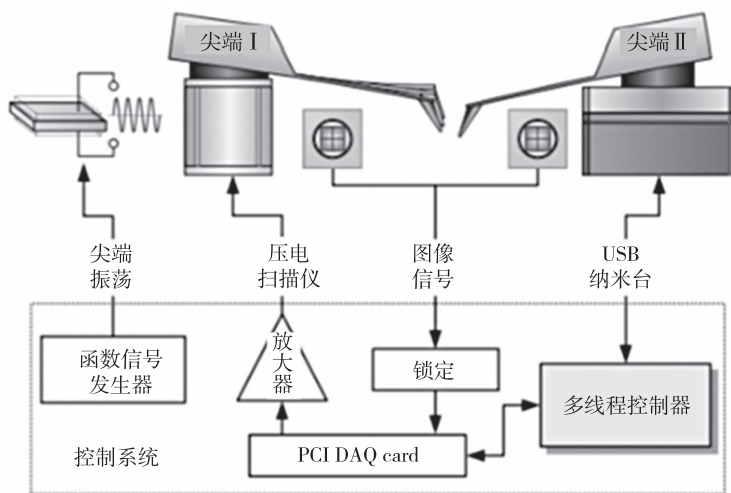 尖端 I
尖端 II
尖端
振荡
压电
扫描仪
图像
信号
USB
纳米台
函数信号
发生器
放大器
锁定
多线程控制器
控制系统
PCI DAQ card